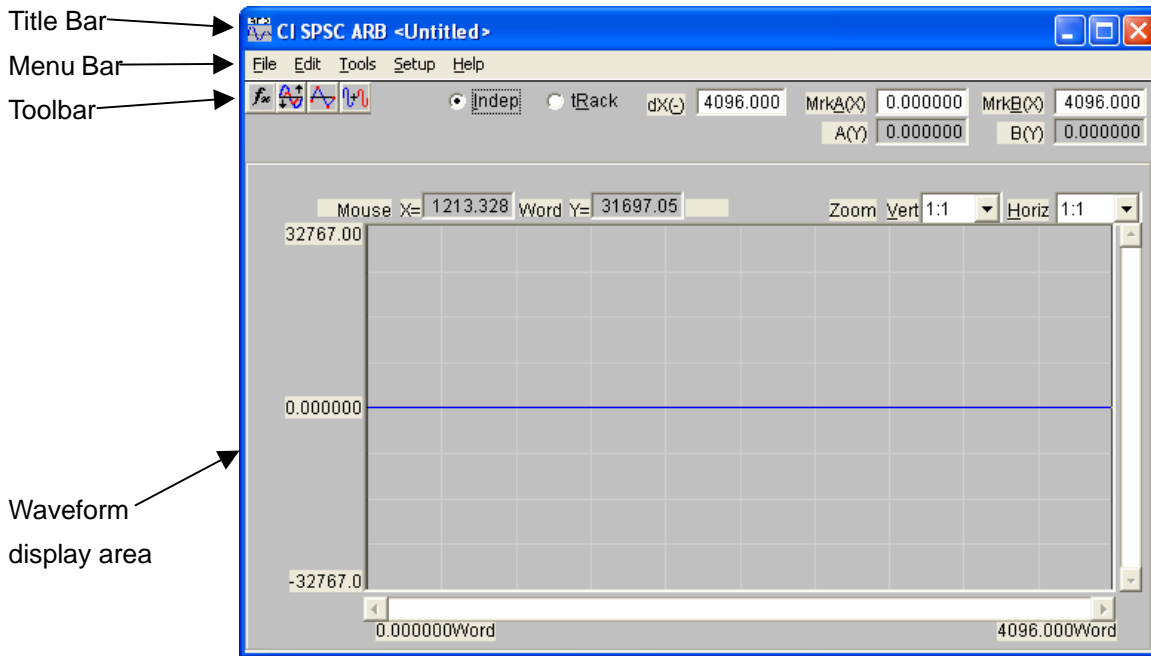 Title Bar
CI SPSC ARB <Untitled>
Menu Bar
File Edit Tools Setup Help
Toolbar
Indep tRack dX(-) 4096.000 MrkA(X) 0.000000 MrkB(X) 4096.000
A(Y) 0.000000 B(Y) 0.000000
Mouse X= 1213.328 Word Y= 31697.05 Zoom Vert 1:1 Horiz 1:1
32767.00
0.000000
Waveform
display area
-32767.0
0.000000Word 4096.000Word